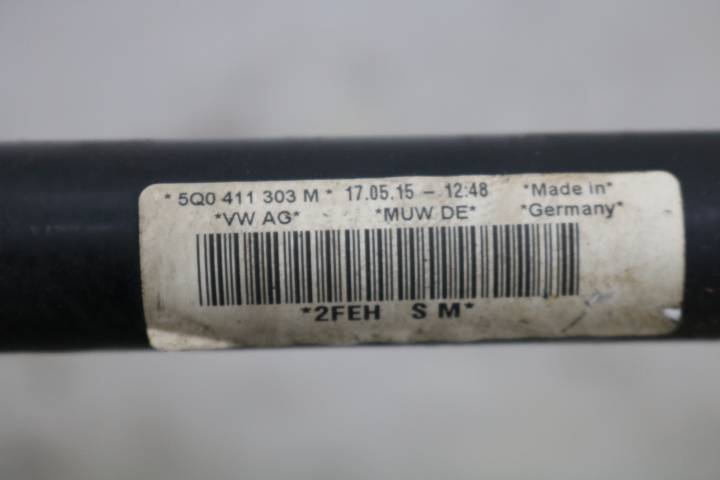 *5Q0 411 303 M* 17.05.15 – 12:48 *Made in*
*VW AG* *MUW DE* *Germany*
*2FEH S M*